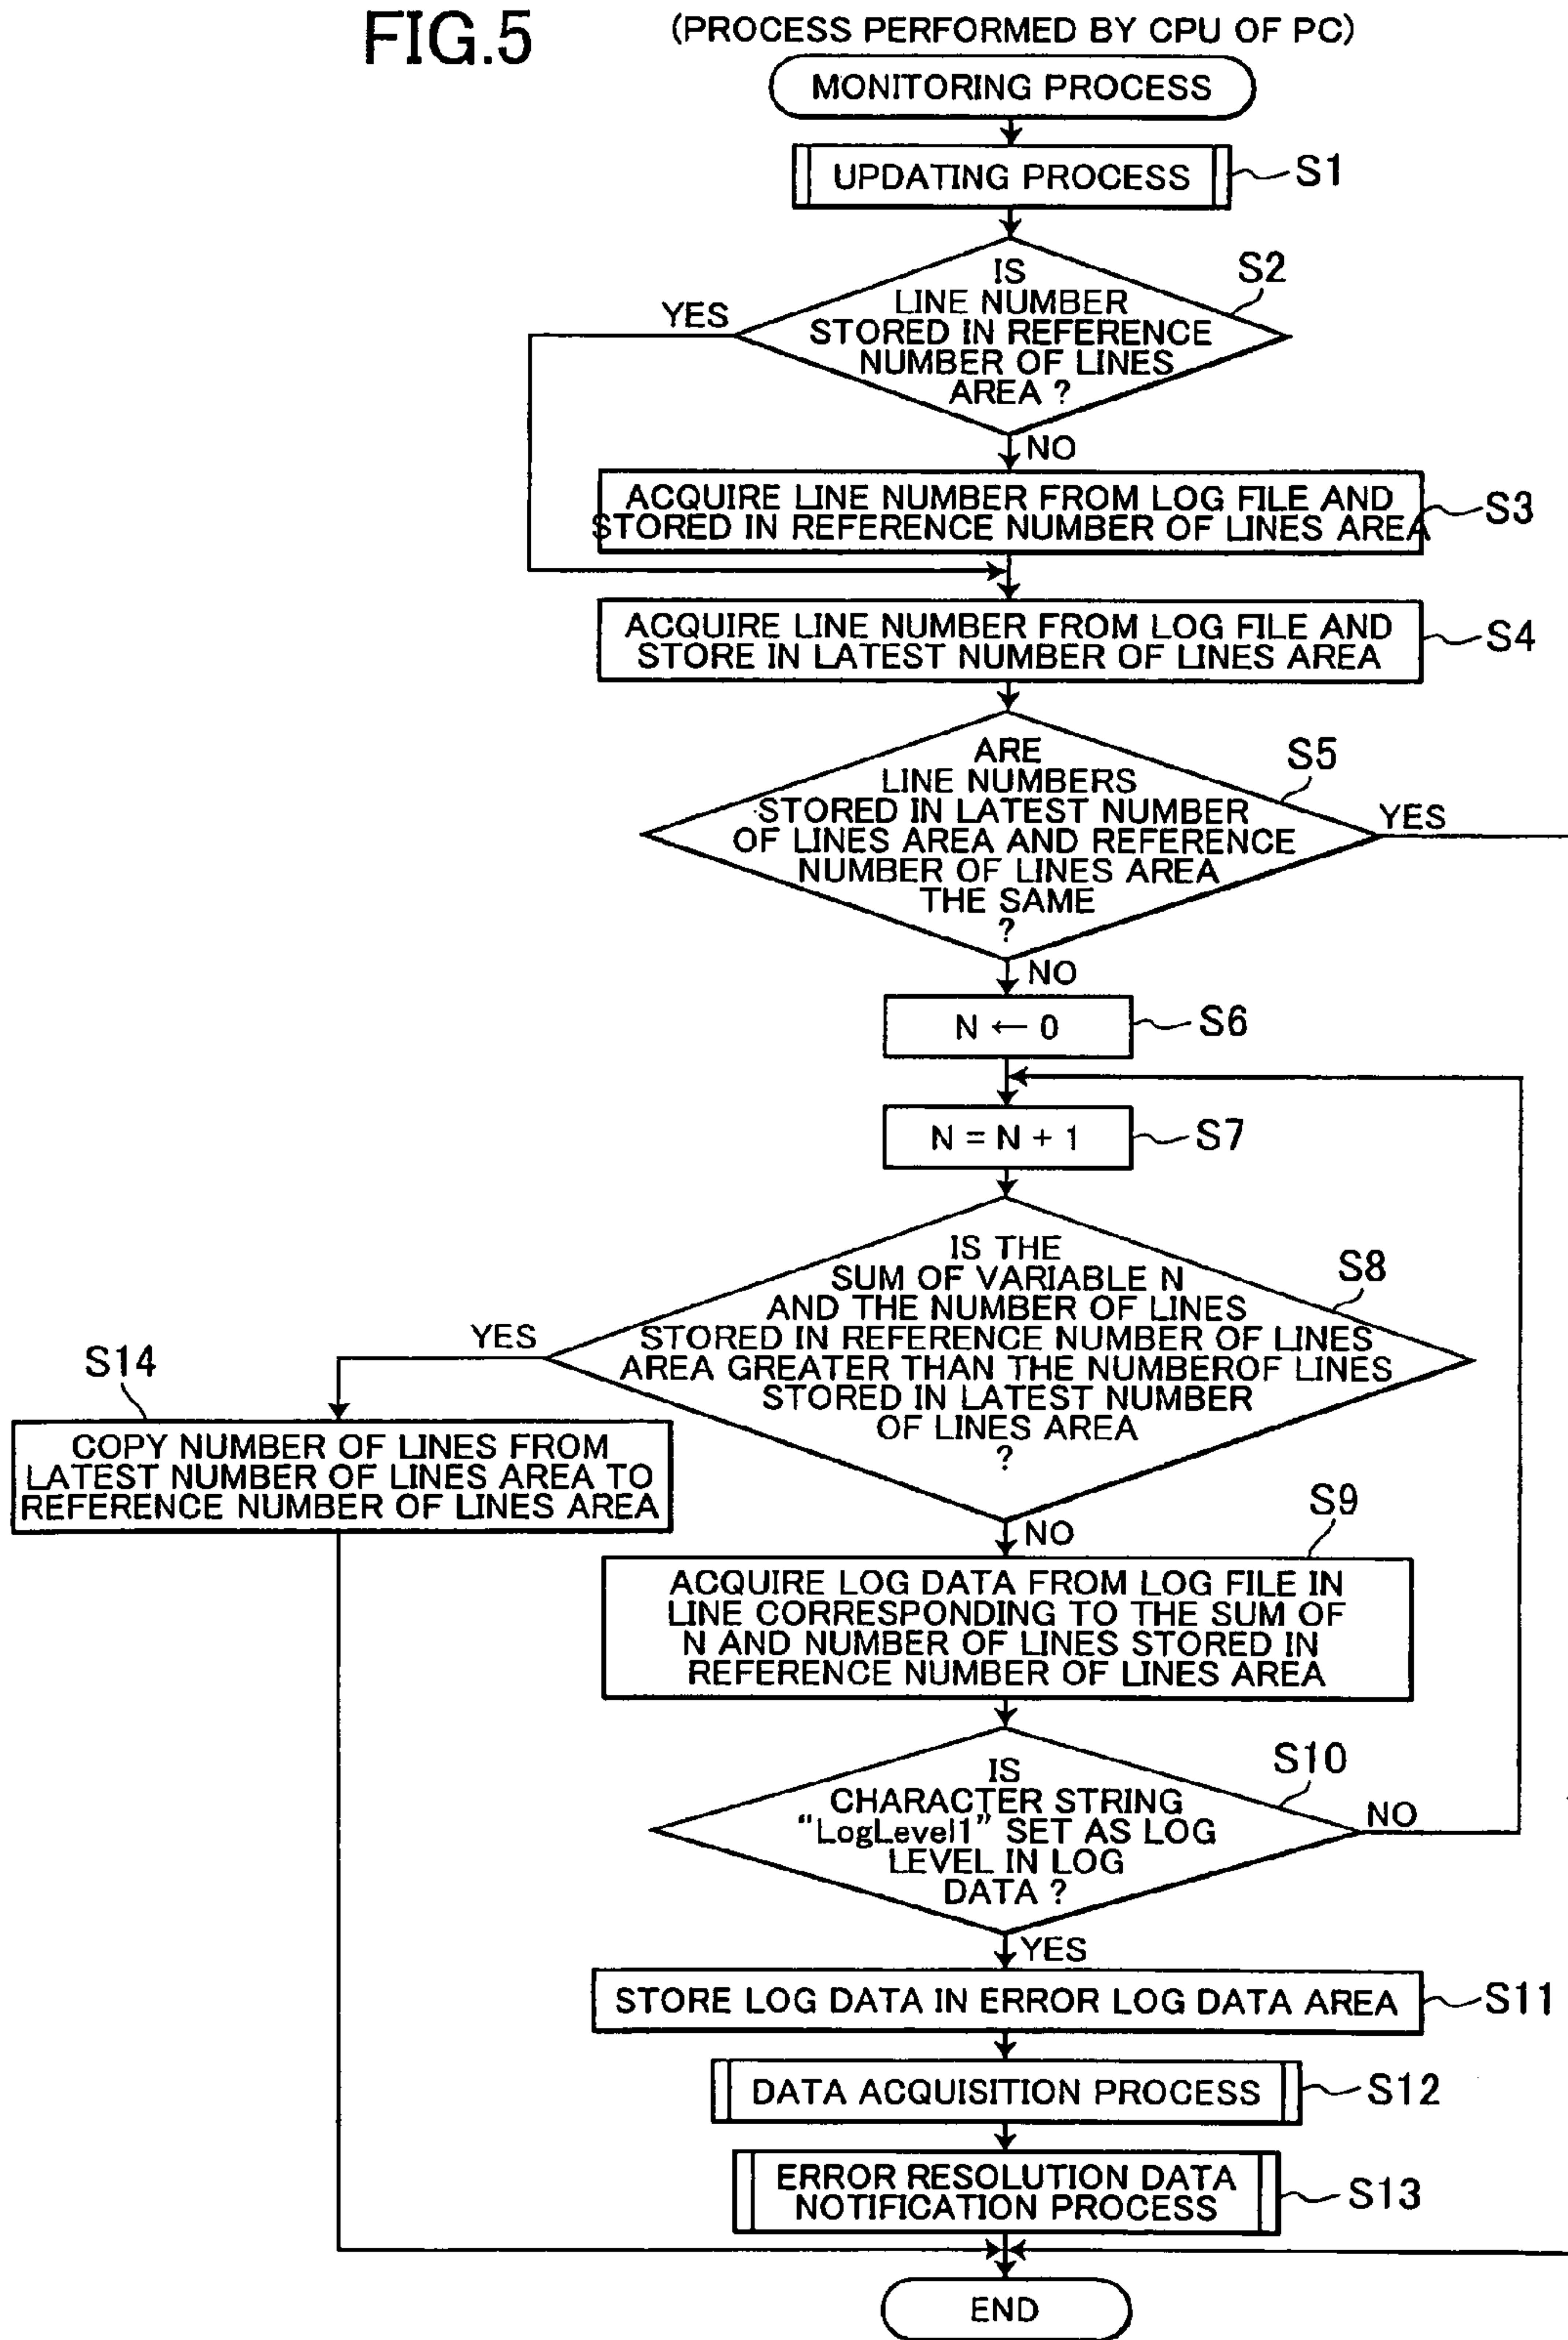 FIG.5
(PROCESS PERFORMED BY CPU OF PC)
MONITORING PROCESS
UPDATING PROCESS
S1
IS
LINE NUMBER
STORED IN REFERENCE
NUMBER OF LINES
AREA ?
S2
YES
NO
ACQUIRE LINE NUMBER FROM LOG FILE AND
STORED IN REFERENCE NUMBER OF LINES AREA
S3
ACQUIRE LINE NUMBER FROM LOG FILE AND
STORE IN LATEST NUMBER OF LINES AREA
S4
ARE
LINE NUMBERS
STORED IN LATEST NUMBER
OF LINES AREA AND REFERENCE
NUMBER OF LINES AREA
THE SAME
?
S5
YES
NO
N ← 0
S6
N = N + 1
S7
IS THE
SUM OF VARIABLE N
AND THE NUMBER OF LINES
STORED IN REFERENCE NUMBER OF LINES
AREA GREATER THAN THE NUMBEROF LINES
STORED IN LATEST NUMBER
OF LINES AREA
?
S8
YES
S14
COPY NUMBER OF LINES FROM
LATEST NUMBER OF LINES AREA TO
REFERENCE NUMBER OF LINES AREA
NO
S9
ACQUIRE LOG DATA FROM LOG FILE IN
LINE CORRESPONDING TO THE SUM OF
N AND NUMBER OF LINES STORED IN
REFERENCE NUMBER OF LINES AREA
IS
CHARACTER STRING
“LogLevel1” SET AS LOG
LEVEL IN LOG
DATA ?
S10
NO
YES
STORE LOG DATA IN ERROR LOG DATA AREA
S11
DATA ACQUISITION PROCESS
S12
ERROR RESOLUTION DATA
NOTIFICATION PROCESS
S13
END